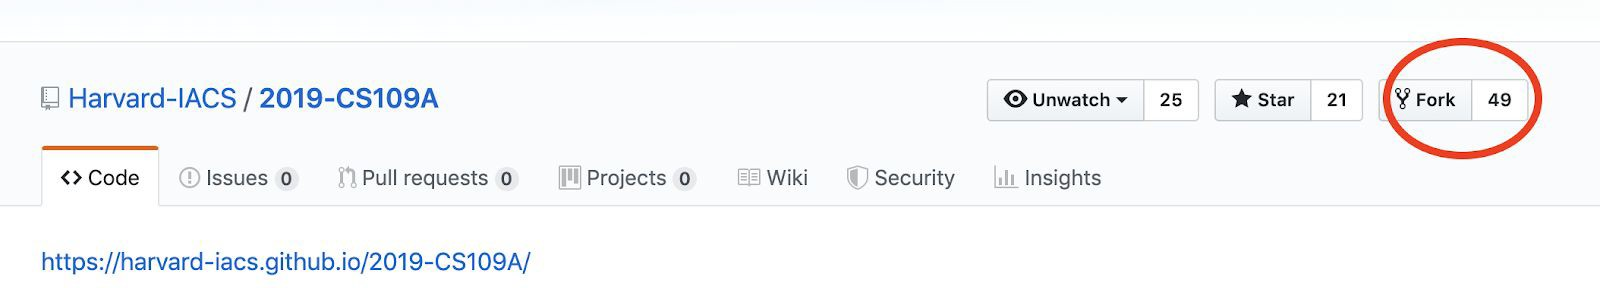 Harvard-IACS / 2019-CS109A Unwatch 25 Star 21 Fork 49
Code Issues 0 Pull requests 0 Projects 0 Wiki Security Insights
https://harvard-iacs.github.io/2019-CS109A/